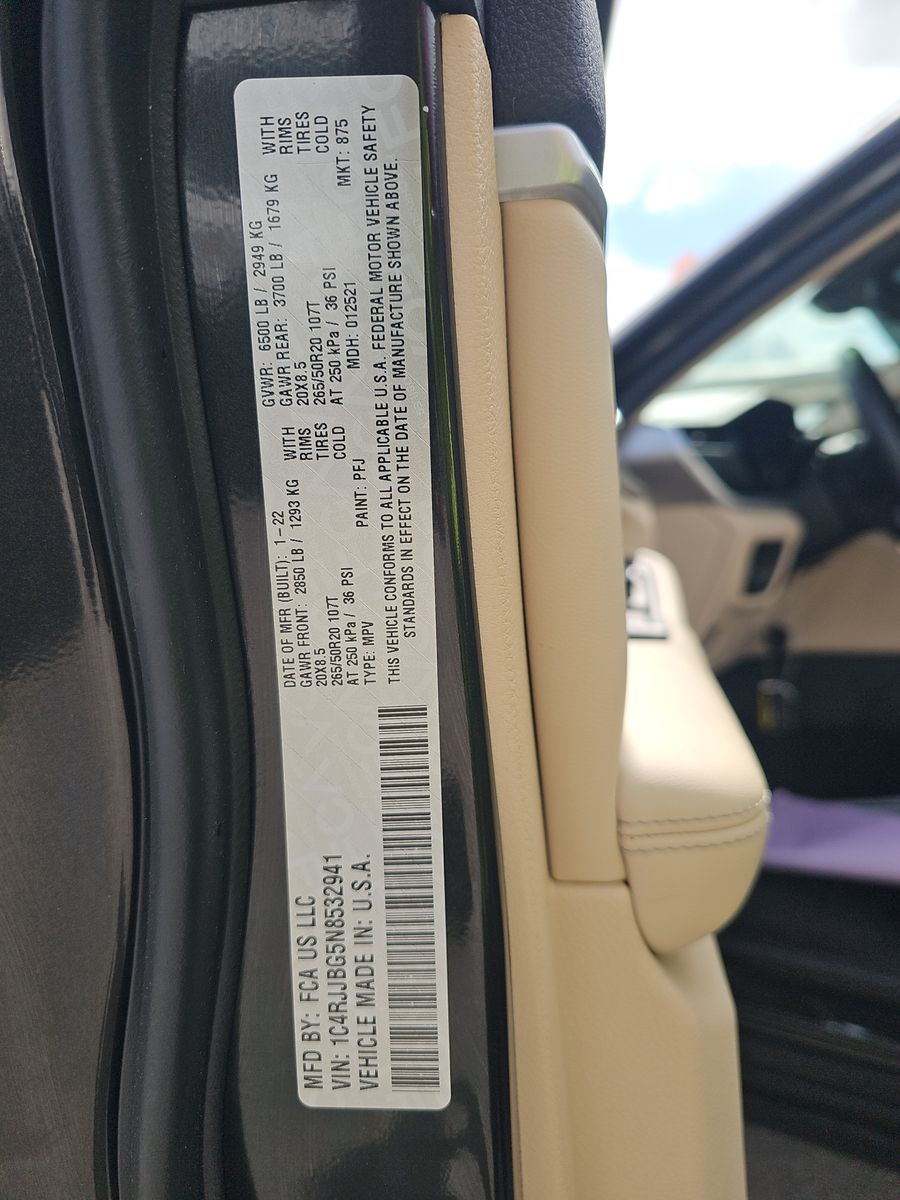 MFD BY: FCA US LLC
VIN: 1C4RJJBG5N8532941
VEHICLE MADE IN: U.S.A.
DATE OF MFR (BUILT): 1-22
GAWR FRONT: 2850 LB / 1293 KG WITH
20X8.5 RIMS
265/50R20 107T TIRES
AT 250 kPa / 36 PSI COLD
TYPE: MPV PAINT: PFJ
GVWR: 6500 LB / 2949 KG
GAWR REAR: 3700 LB / 1679 KG WITH
20X8.5 RIMS
265/50R20 107T TIRES
AT 250 kPa / 36 PSI COLD
MDH: 012521 MKT: 875
THIS VEHICLE CONFORMS TO ALL APPLICABLE U.S.A. FEDERAL MOTOR VEHICLE SAFETY
STANDARDS IN EFFECT ON THE DATE OF MANUFACTURE SHOWN ABOVE.